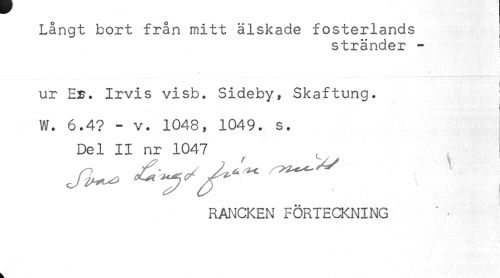 Långt bort från mitt älskade fosterlands
stränder -
ur Er. Irvis visb. Sideby, Skaftung.
W. 6.4? - v. 1048, 1049. s.
Del II nr 1047
Svas Långt från mitt
RANCKEN FÖRTECKNING